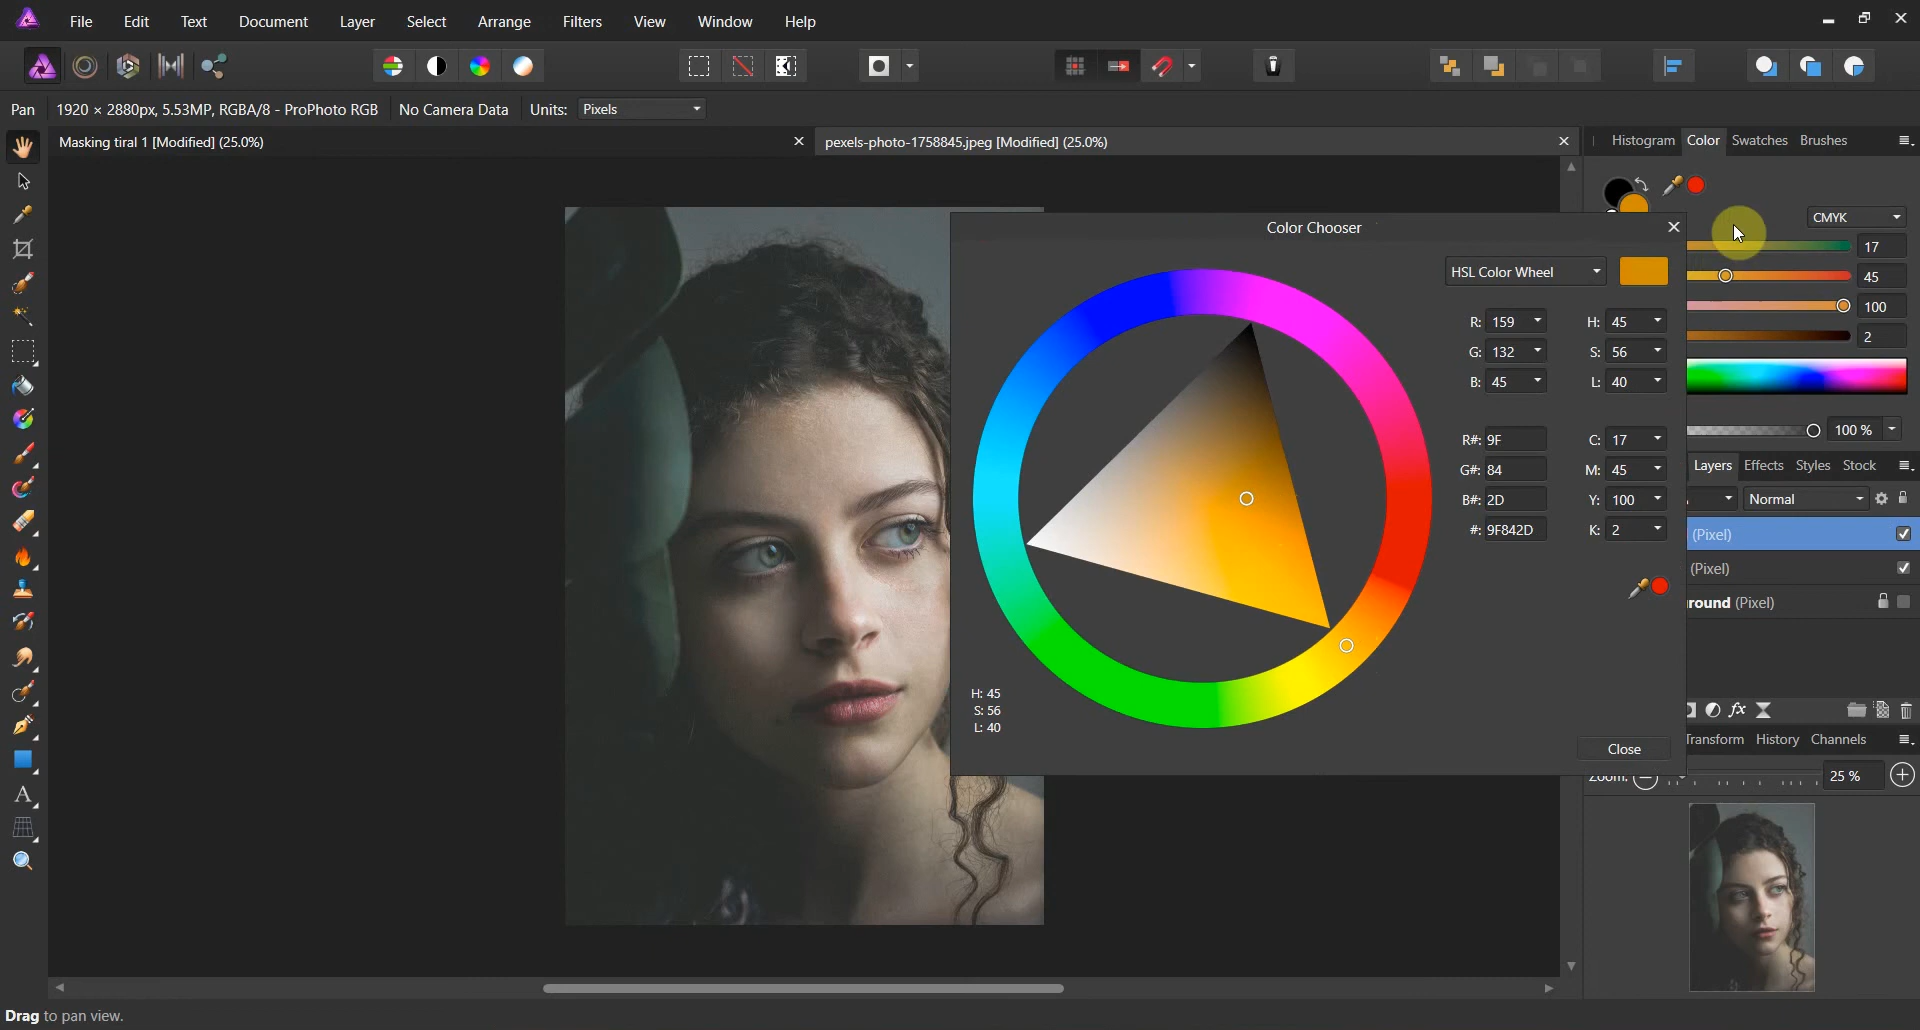 File Edit Text Document Layer Select Arrange Filters View Window Help
Pan 1920 × 2880px, 5.53MP, RGBA/8 - ProPhoto RGB No Camera Data Units: Pixels
Masking tiral 1 [Modified] (25.0%)
pexels-photo-1758845.jpeg [Modified] (25.0%)
Histogram Color Swatches Brushes
CMYK
17
45
100
2
100 %
Color Chooser
HSL Color Wheel
R: 159 H: 45
G: 132 S: 56
B: 45 L: 40
R#: 9F C: 17
G#: 84 M: 45
B#: 2D Y: 100
#: 9F842D K: 2
H: 45
S: 56
L: 40
Close
Layers Effects Styles Stock
Normal
(Pixel)
(Pixel)
round (Pixel)
Transform History Channels
Zoom: 25 %
Drag to pan view.